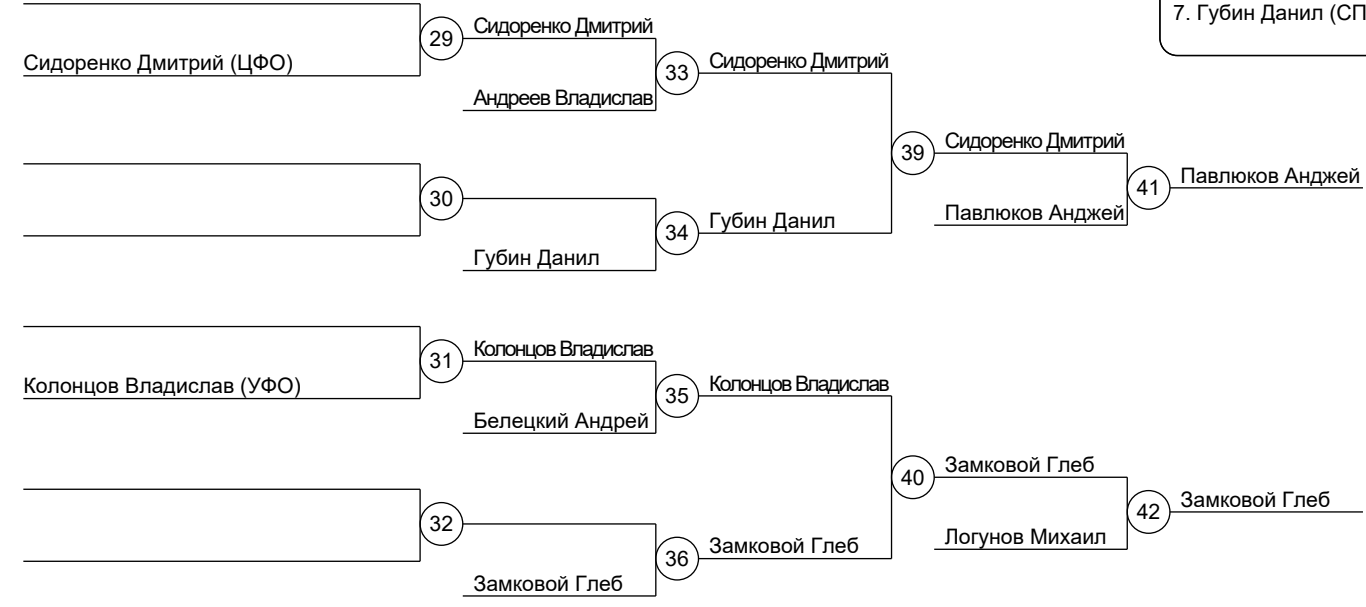 7. Губин Данил (СП
29
Сидоренко Дмитрий
Сидоренко Дмитрий (ЦФО)
33
Сидоренко Дмитрий
Андреев Владислав
39
Сидоренко Дмитрий
41
Павлюков Анджей
30
Павлюков Анджей
34
Губин Данил
Губин Данил
31
Колонцов Владислав
Колонцов Владислав (УФО)
35
Колонцов Владислав
Белецкий Андрей
40
Замковой Глеб
42
Замковой Глеб
32
Логунов Михаил
36
Замковой Глеб
Замковой Глеб